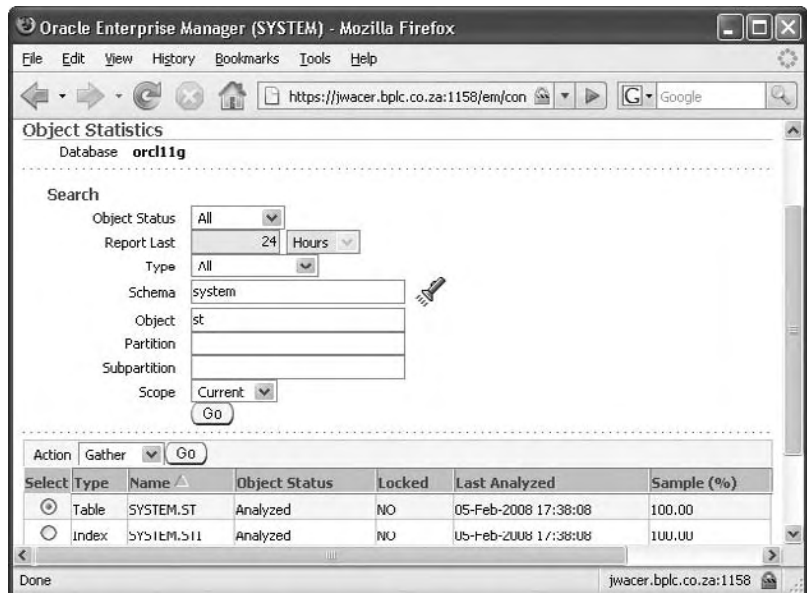 Oracle Enterprise Manager (SYSTEM) - Mozilla Firefox
File Edit View History Bookmarks Tools Help
https://jwacer.bplc.co.za:1158/em/con G Google
Object Statistics
Database orcl11g
Search
Object Status All
Report Last 24 Hours
Type All
Schema system
Object st
Partition
Subpartition
Scope Current
Go
Action Gather Go
Select Type Name Object Status Locked Last Analyzed Sample (%)
Table SYSTEM.ST Analyzed NO 05-Feb-2008 17:38:08 100.00
Index SYSTEM.STI Analyzed NO 05-Feb-2008 17:38:08 100.00
Done jwacer.bplc.co.za:1158